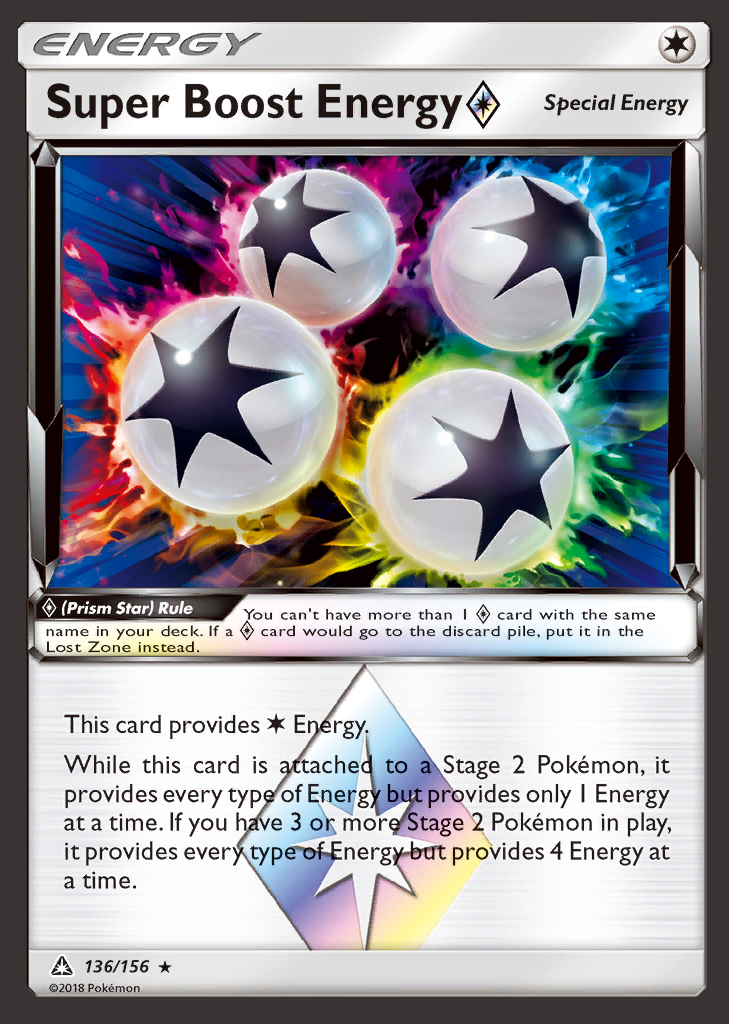 ENERGY
Super Boost Energy♢ Special Energy
♢ (Prism Star) Rule You can't have more than 1 ♢ card with the same
name in your deck. If a ♢ card would go to the discard pile, put it in the
Lost Zone instead.
This card provides ✶ Energy.
While this card is attached to a Stage 2 Pokémon, it
provides every type of Energy but provides only 1 Energy
at a time. If you have 3 or more Stage 2 Pokémon in play,
it provides every type of Energy but provides 4 Energy at
a time.
136/156 ★
©2018 Pokémon